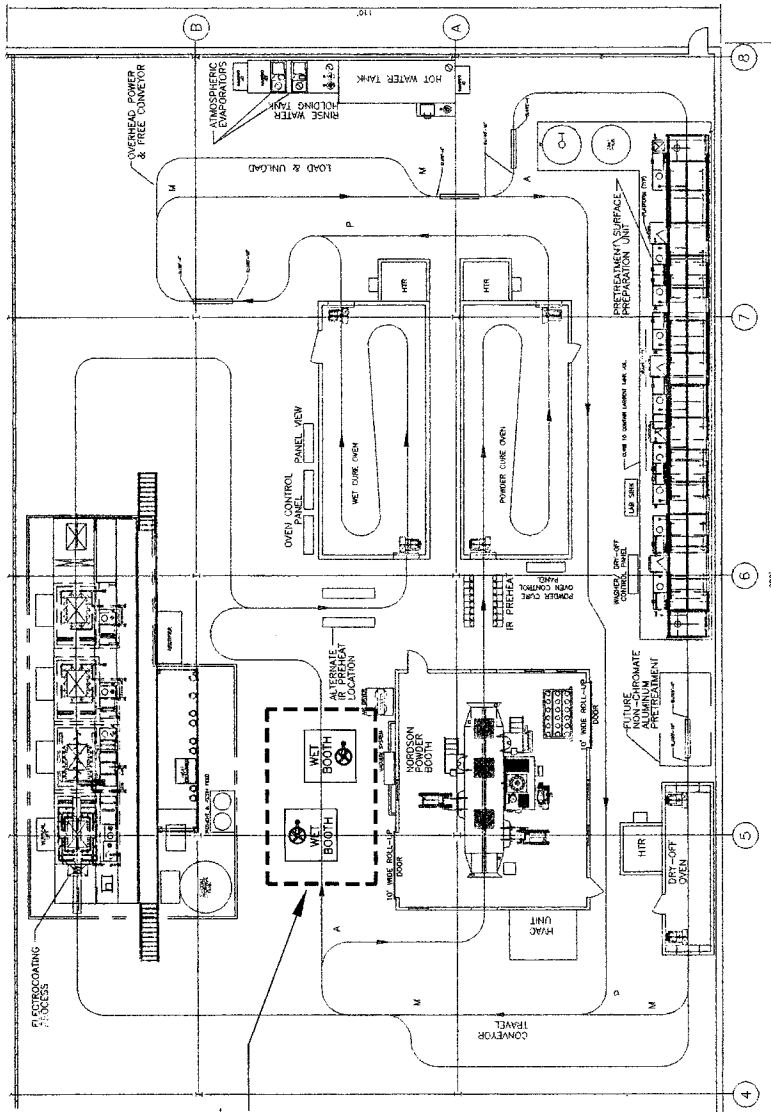 110'
B
A
8
7
6
5
4
OVERHEAD POWER
& FREE CONVEYOR
ATMOSPHERIC
EVAPORATORS
RINSE WATER
HOLDING TANK
HOT WATER TANK
LOAD & UNLOAD
M
M
A
P
PRETREATMENT/SURFACE
PREPARATION UNIT
PLATFORM (TYP)
HTR
HTR
WET CURE OVEN
POWDER CURE OVEN
OVEN CONTROL
PANEL
PANEL VIEW
LAB SINK
WASHER/DRY-OFF
CONTROL PANEL
POWDER CURE
OVEN CONTROL
PANEL
IR PREHEAT
ALTERNATE
IR PREHEAT
LOCATION
WET
BOOTH
WET
BOOTH
NORDSON
POWDER
BOOTH
10' WIDE ROLL-UP
DOOR
10' WIDE ROLL-UP
DOOR
FUTURE
NON-CHROMATE
ALUMINUM
PRETREATMENT
HTR
DRY-OFF
OVEN
HVAC
UNIT
ELECTROCOATING
PROCESS
A
M
P
M
CONVEYOR
TRAVEL